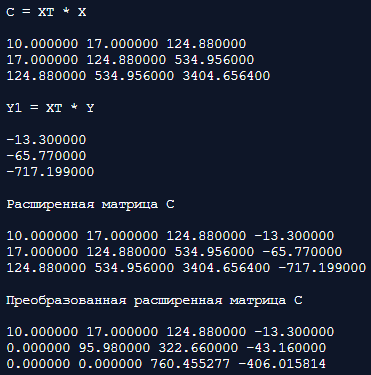 C = XT * X
10.000000 17.000000 124.880000
17.000000 124.880000 534.956000
124.880000 534.956000 3404.656400
Y1 = XT * Y
-13.300000
-65.770000
-717.199000
Расширенная матрица C
10.000000 17.000000 124.880000 -13.300000
17.000000 124.880000 534.956000 -65.770000
124.880000 534.956000 3404.656400 -717.199000
Преобразованная расширенная матрица C
10.000000 17.000000 124.880000 -13.300000
0.000000 95.980000 322.660000 -43.160000
0.000000 0.000000 760.455277 -406.015814